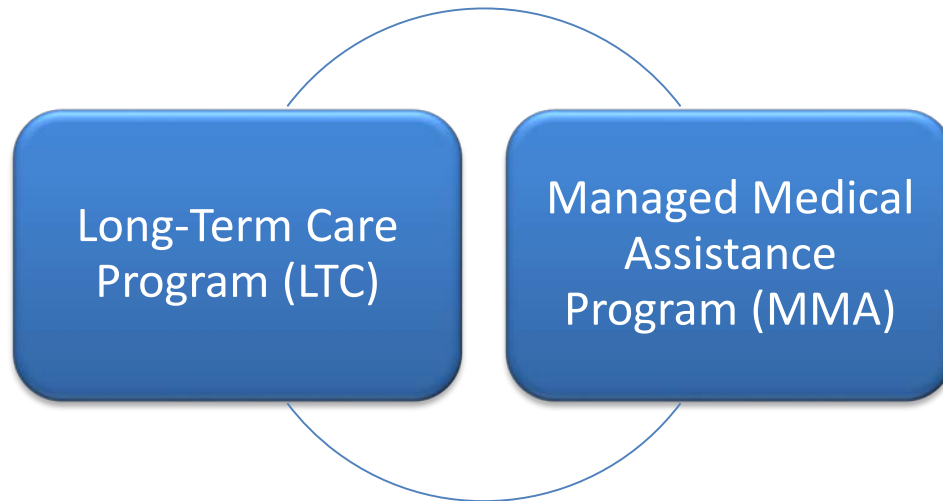 Long-Term Care
Program (LTC)
Managed Medical
Assistance
Program (MMA)